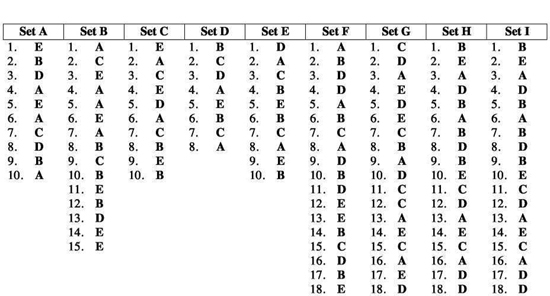 Set A Set B Set C Set D Set E Set F Set G Set H Set I
1. E 1. A 1. E 1. B 1. D 1. A 1. C 1. B 1. B
2. B 2. C 2. A 2. C 2. A 2. B 2. D 2. E 2. E
3. D 3. E 3. C 3. D 3. C 3. D 3. A 3. A 3. A
4. A 4. A 4. E 4. A 4. B 4. D 4. E 4. D 4. D
5. E 5. A 5. D 5. E 5. E 5. A 5. D 5. B 5. B
6. A 6. E 6. A 6. B 6. B 6. B 6. E 6. A 6. A
7. C 7. A 7. C 7. C 7. C 7. C 7. C 7. B 7. B
8. D 8. B 8. B 8. A 8. A 8. A 8. B 8. D 8. D
9. B 9. C 9. E 9. E 9. D 9. A 9. B 9. B
10. A 10. B 10. B 10. B 10. B 10. D 10. E 10. E
11. E 11. D 11. C 11. C 11. C
12. B 12. E 12. C 12. D 12. D
13. D 13. E 13. A 13. A 13. A
14. E 14. B 14. E 14. E 14. E
15. E 15. C 15. C 15. C 15. C
16. D 16. A 16. A 16. A
17. B 17. E 17. D 17. D
18. E 18. D 18. D 18. D